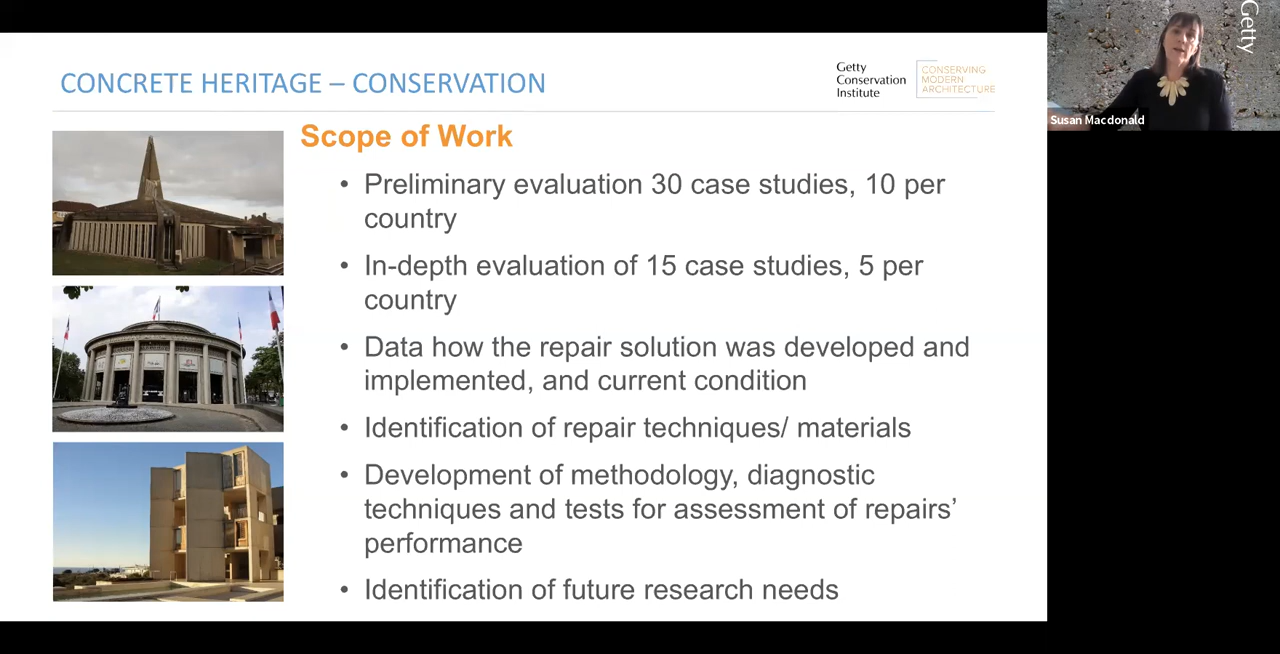 CONCRETE HERITAGE – CONSERVATION
Getty
Conservation
Institute
CONSERVING
MODERN
ARCHITECTURE
Scope of Work
• Preliminary evaluation 30 case studies, 10 per
country
• In-depth evaluation of 15 case studies, 5 per
country
• Data how the repair solution was developed and
implemented, and current condition
• Identification of repair techniques/ materials
• Development of methodology, diagnostic
techniques and tests for assessment of repairs’
performance
• Identification of future research needs
Getty
Susan Macdonald